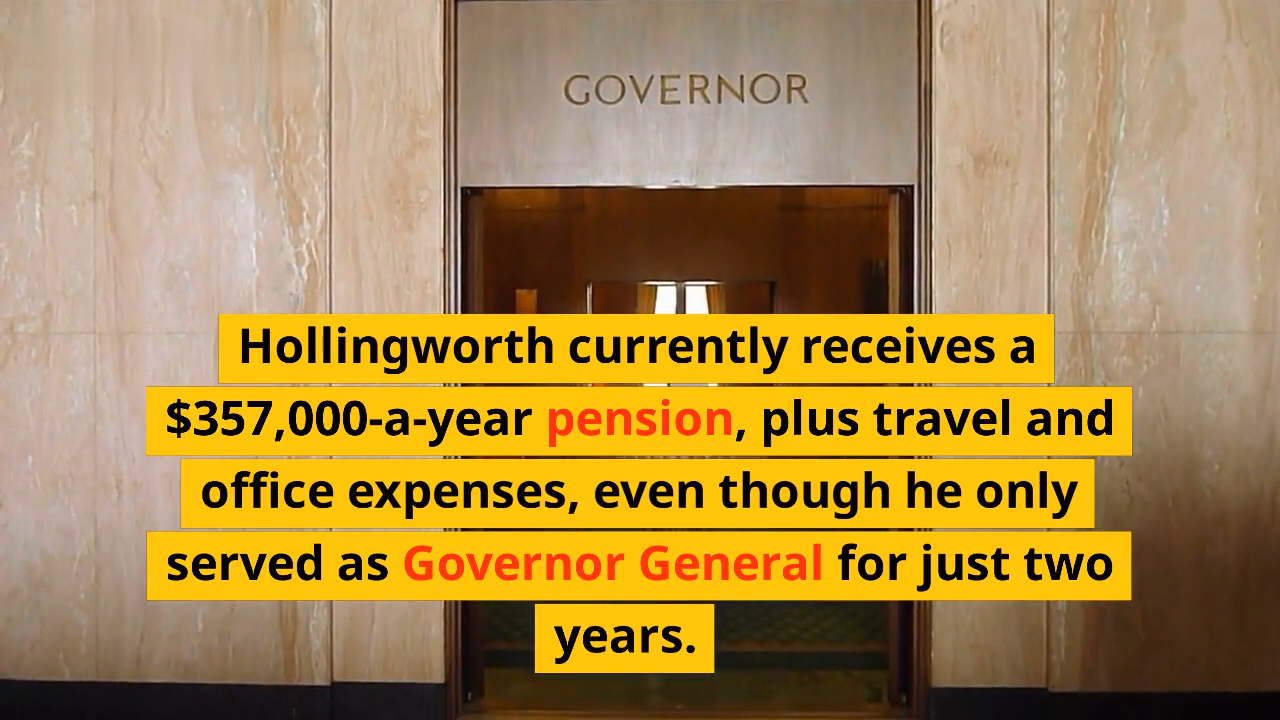 GOVERNOR
Hollingworth currently receives a
$357,000-a-year pension, plus travel and
office expenses, even though he only
served as Governor General for just two
years.